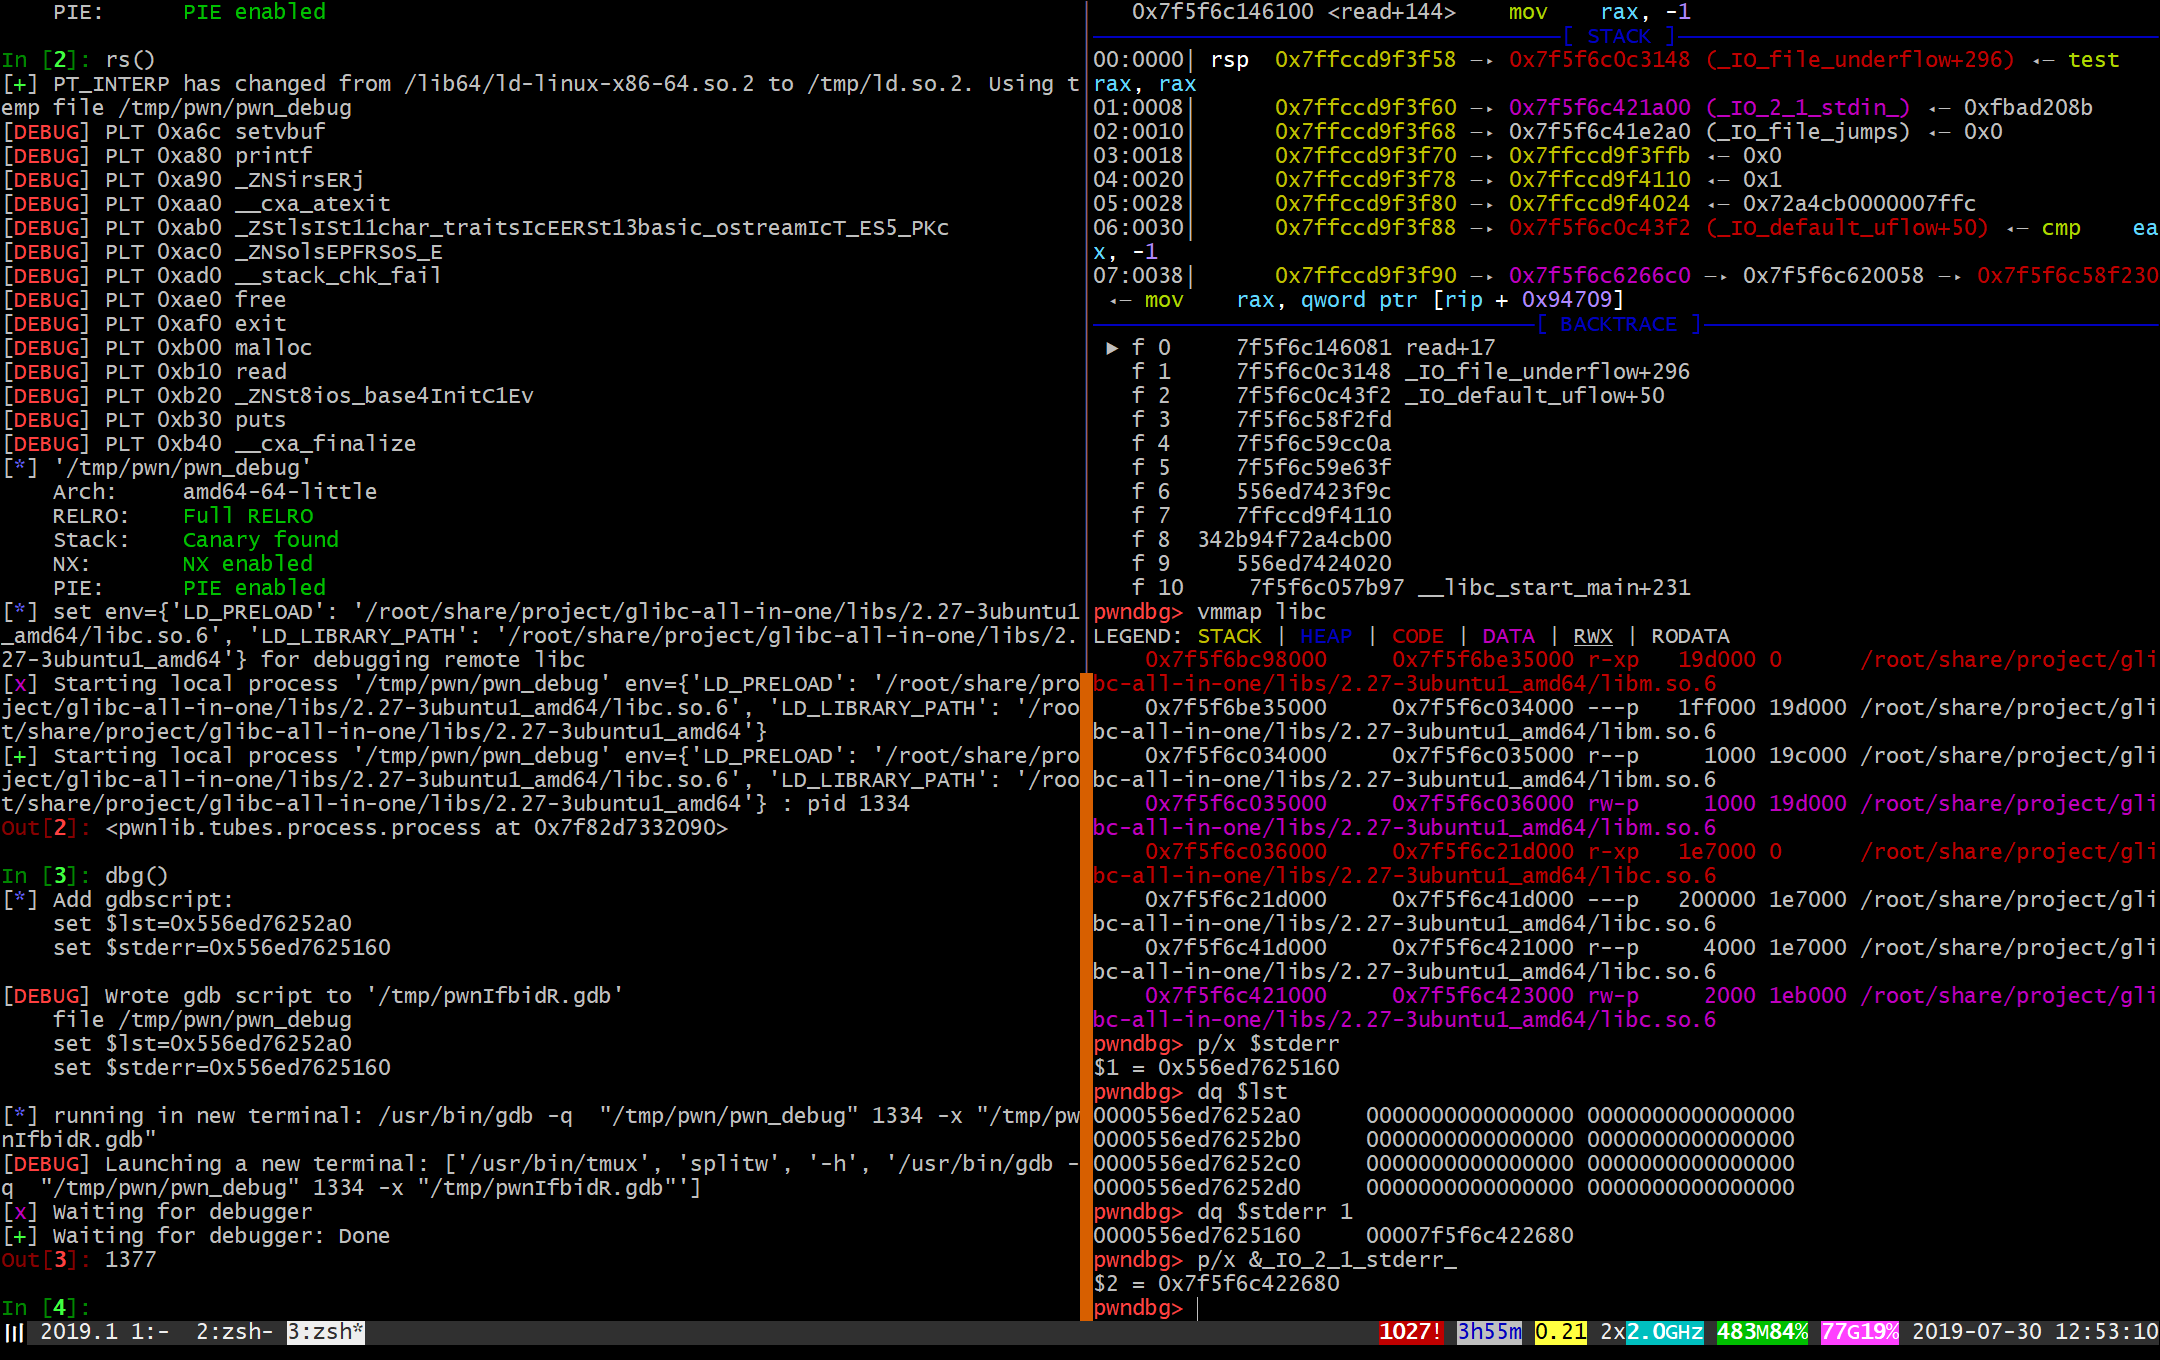 PIE:      PIE enabled

In [2]: rs()
[+] PT_INTERP has changed from /lib64/ld-linux-x86-64.so.2 to /tmp/ld.so.2. Using t
emp file /tmp/pwn/pwn_debug
[DEBUG] PLT 0xa6c setvbuf
[DEBUG] PLT 0xa80 printf
[DEBUG] PLT 0xa90 _ZNSirsERj
[DEBUG] PLT 0xaa0 __cxa_atexit
[DEBUG] PLT 0xab0 _ZStlsISt11char_traitsIcEERSt13basic_ostreamIcT_ES5_PKc
[DEBUG] PLT 0xac0 _ZNSolsEPFRSoS_E
[DEBUG] PLT 0xad0 __stack_chk_fail
[DEBUG] PLT 0xae0 free
[DEBUG] PLT 0xaf0 exit
[DEBUG] PLT 0xb00 malloc
[DEBUG] PLT 0xb10 read
[DEBUG] PLT 0xb20 _ZNSt8ios_base4InitC1Ev
[DEBUG] PLT 0xb30 puts
[DEBUG] PLT 0xb40 __cxa_finalize
[*] '/tmp/pwn/pwn_debug'
    Arch:     amd64-64-little
    RELRO:    Full RELRO
    Stack:    Canary found
    NX:       NX enabled
    PIE:      PIE enabled
[*] set env={'LD_PRELOAD': '/root/share/project/glibc-all-in-one/libs/2.27-3ubuntu1
_amd64/libc.so.6', 'LD_LIBRARY_PATH': '/root/share/project/glibc-all-in-one/libs/2.
27-3ubuntu1_amd64'} for debugging remote libc
[x] Starting local process '/tmp/pwn/pwn_debug' env={'LD_PRELOAD': '/root/share/pro
ject/glibc-all-in-one/libs/2.27-3ubuntu1_amd64/libc.so.6', 'LD_LIBRARY_PATH': '/roo
t/share/project/glibc-all-in-one/libs/2.27-3ubuntu1_amd64'}
[+] Starting local process '/tmp/pwn/pwn_debug' env={'LD_PRELOAD': '/root/share/pro
ject/glibc-all-in-one/libs/2.27-3ubuntu1_amd64/libc.so.6', 'LD_LIBRARY_PATH': '/roo
t/share/project/glibc-all-in-one/libs/2.27-3ubuntu1_amd64'} : pid 1334
Out[2]: <pwnlib.tubes.process.process at 0x7f82d7332090>

In [3]: dbg()
[*] Add gdbscript:
    set $lst=0x556ed76252a0
    set $stderr=0x556ed7625160

[DEBUG] Wrote gdb script to '/tmp/pwnIfbidR.gdb'
    file /tmp/pwn/pwn_debug
    set $lst=0x556ed76252a0
    set $stderr=0x556ed7625160

[*] running in new terminal: /usr/bin/gdb -q  "/tmp/pwn/pwn_debug" 1334 -x "/tmp/pw
nIfbidR.gdb"
[DEBUG] Launching a new terminal: ['/usr/bin/tmux', 'splitw', '-h', '/usr/bin/gdb -
q  "/tmp/pwn/pwn_debug" 1334 -x "/tmp/pwnIfbidR.gdb"']
[x] Waiting for debugger
[+] Waiting for debugger: Done
Out[3]: 1377

In [4]:
   0x7f5f6c146100 <read+144>    mov    rax, -1
[ STACK ]
00:0000│ rsp  0x7ffccd9f3f58 —▸ 0x7f5f6c0c3148 (_IO_file_underflow+296) ◂— test
rax, rax
01:0008│      0x7ffccd9f3f60 —▸ 0x7f5f6c421a00 (_IO_2_1_stdin_) ◂— 0xfbad208b
02:0010│      0x7ffccd9f3f68 —▸ 0x7f5f6c41e2a0 (_IO_file_jumps) ◂— 0x0
03:0018│      0x7ffccd9f3f70 —▸ 0x7ffccd9f3ffb ◂— 0x0
04:0020│      0x7ffccd9f3f78 —▸ 0x7ffccd9f4110 ◂— 0x1
05:0028│      0x7ffccd9f3f80 —▸ 0x7ffccd9f4024 ◂— 0x72a4cb0000007ffc
06:0030│      0x7ffccd9f3f88 —▸ 0x7f5f6c0c43f2 (_IO_default_uflow+50) ◂— cmp    ea
x, -1
07:0038│      0x7ffccd9f3f90 —▸ 0x7f5f6c6266c0 —▸ 0x7f5f6c620058 —▸ 0x7f5f6c58f230
 ◂— mov    rax, qword ptr [rip + 0x94709]
[ BACKTRACE ]
 ► f 0     7f5f6c146081 read+17
   f 1     7f5f6c0c3148 _IO_file_underflow+296
   f 2     7f5f6c0c43f2 _IO_default_uflow+50
   f 3     7f5f6c58f2fd
   f 4     7f5f6c59cc0a
   f 5     7f5f6c59e63f
   f 6     556ed7423f9c
   f 7     7ffccd9f4110
   f 8  342b94f72a4cb00
   f 9     556ed7424020
   f 10     7f5f6c057b97 __libc_start_main+231
pwndbg> vmmap libc
LEGEND: STACK | HEAP | CODE | DATA | RWX | RODATA
    0x7f5f6bc98000     0x7f5f6be35000 r-xp   19d000 0      /root/share/project/gli
bc-all-in-one/libs/2.27-3ubuntu1_amd64/libm.so.6
    0x7f5f6be35000     0x7f5f6c034000 ---p   1ff000 19d000 /root/share/project/gli
bc-all-in-one/libs/2.27-3ubuntu1_amd64/libm.so.6
    0x7f5f6c034000     0x7f5f6c035000 r--p     1000 19c000 /root/share/project/gli
bc-all-in-one/libs/2.27-3ubuntu1_amd64/libm.so.6
    0x7f5f6c035000     0x7f5f6c036000 rw-p     1000 19d000 /root/share/project/gli
bc-all-in-one/libs/2.27-3ubuntu1_amd64/libm.so.6
    0x7f5f6c036000     0x7f5f6c21d000 r-xp   1e7000 0      /root/share/project/gli
bc-all-in-one/libs/2.27-3ubuntu1_amd64/libc.so.6
    0x7f5f6c21d000     0x7f5f6c41d000 ---p   200000 1e7000 /root/share/project/gli
bc-all-in-one/libs/2.27-3ubuntu1_amd64/libc.so.6
    0x7f5f6c41d000     0x7f5f6c421000 r--p     4000 1e7000 /root/share/project/gli
bc-all-in-one/libs/2.27-3ubuntu1_amd64/libc.so.6
    0x7f5f6c421000     0x7f5f6c423000 rw-p     2000 1eb000 /root/share/project/gli
bc-all-in-one/libs/2.27-3ubuntu1_amd64/libc.so.6
pwndbg> p/x $stderr
$1 = 0x556ed7625160
pwndbg> dq $lst
0000556ed76252a0     0000000000000000 0000000000000000
0000556ed76252b0     0000000000000000 0000000000000000
0000556ed76252c0     0000000000000000 0000000000000000
0000556ed76252d0     0000000000000000 0000000000000000
pwndbg> dq $stderr 1
0000556ed7625160     00007f5f6c422680
pwndbg> p/x &_IO_2_1_stderr_
$2 = 0x7f5f6c422680
pwndbg>
2019.1 1:-  2:zsh- 3:zsh* 1027! 3h55m 0.21 2x2.0GHz 483M84% 77G19% 2019-07-30 12:53:10